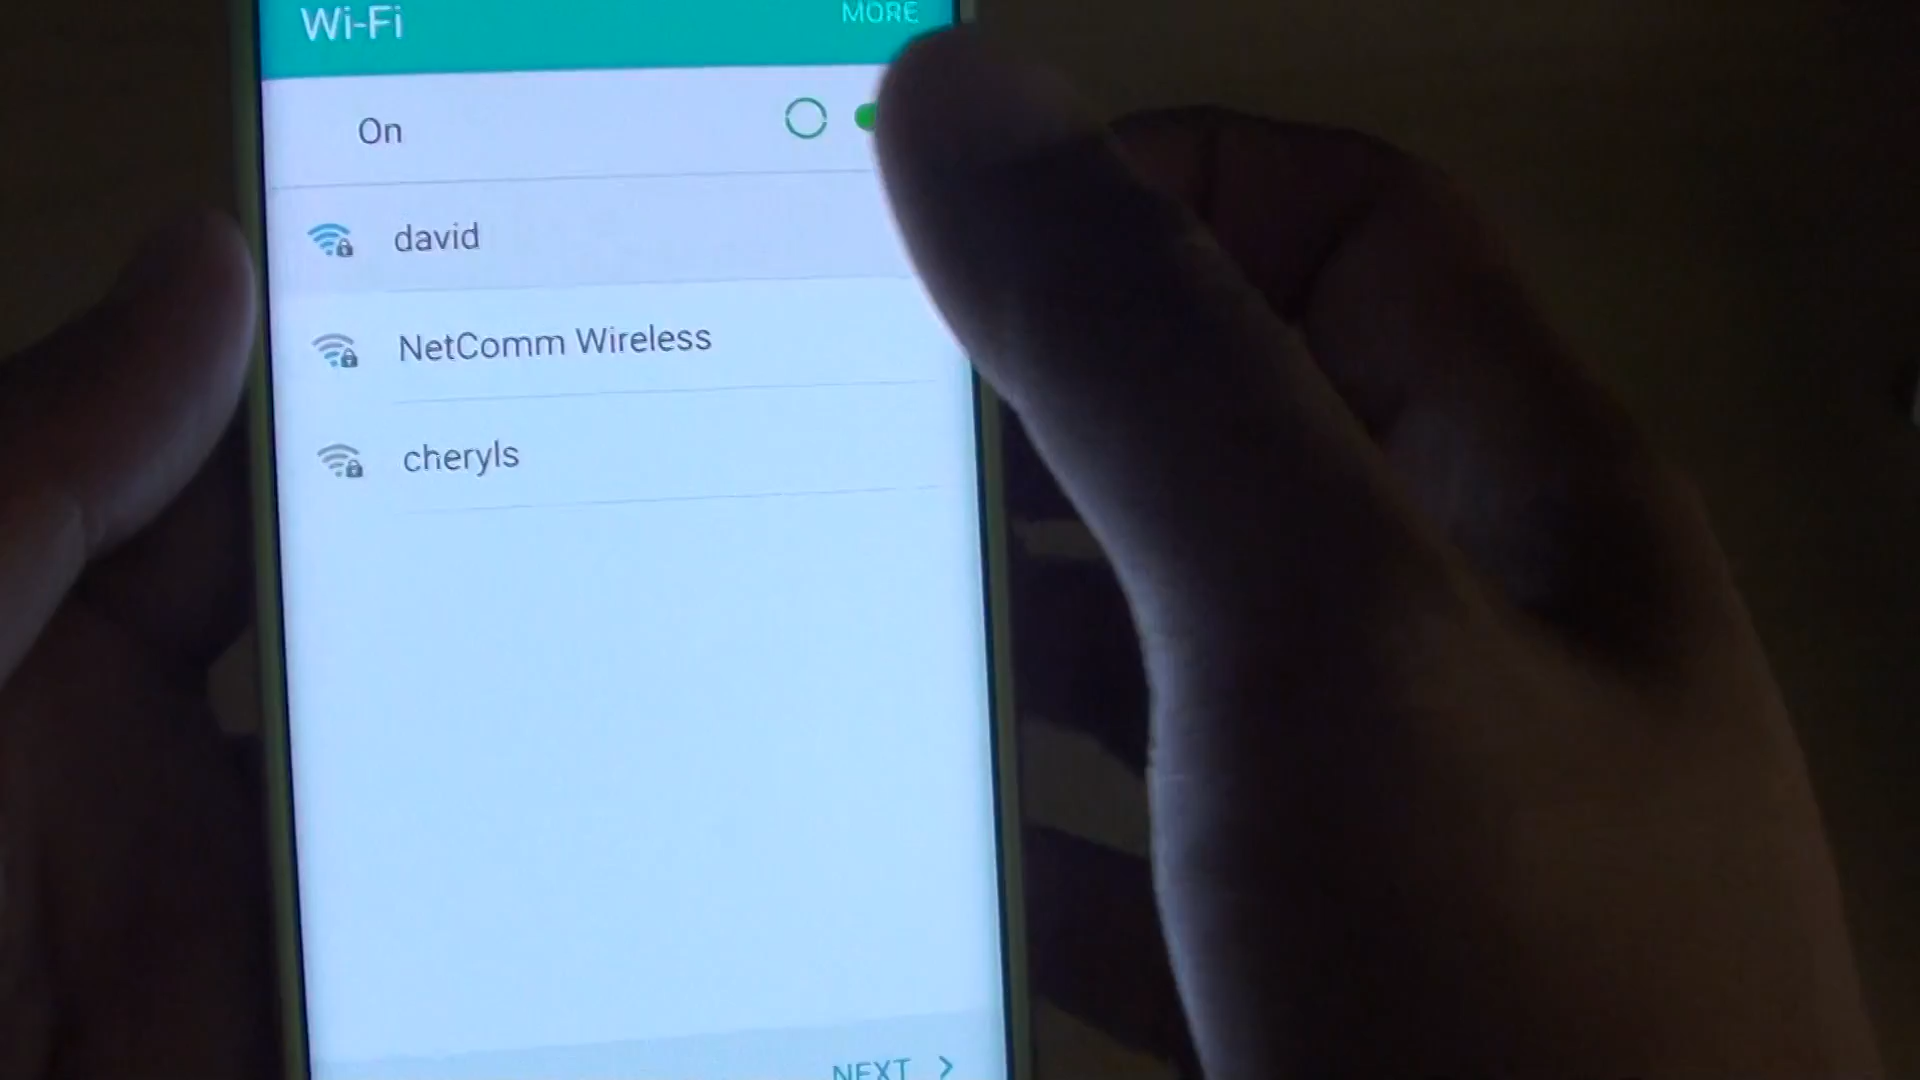 Wi-Fi
MORE
On
david
NetComm Wireless
cheryls
NEXT